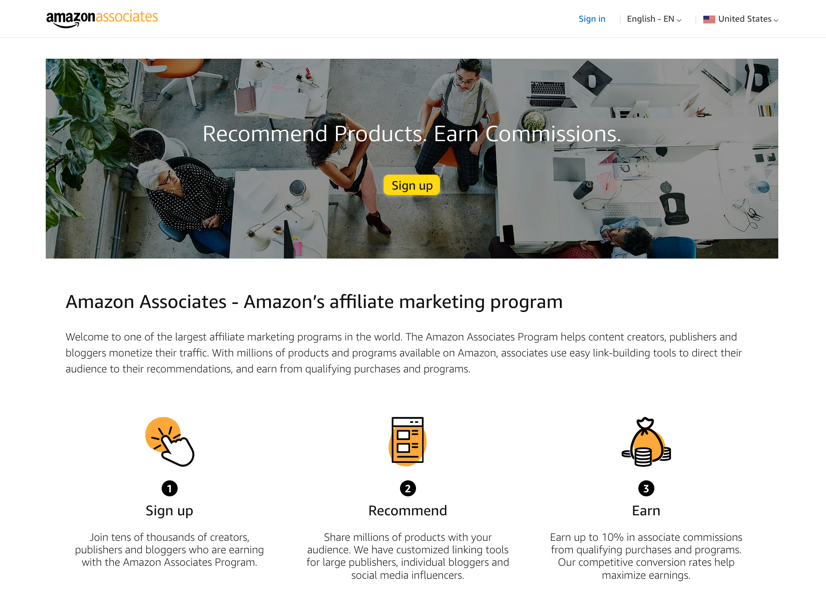 amazonassociates
Sign in
English - EN
United States
Recommend Products. Earn Commissions.
Sign up
Amazon Associates - Amazon’s affiliate marketing program
Welcome to one of the largest affiliate marketing programs in the world. The Amazon Associates Program helps content creators, publishers and
bloggers monetize their traffic. With millions of products and programs available on Amazon, associates use easy link-building tools to direct their
audience to their recommendations, and earn from qualifying purchases and programs.
1
Sign up
Join tens of thousands of creators,
publishers and bloggers who are earning
with the Amazon Associates Program.
2
Recommend
Share millions of products with your
audience. We have customized linking tools
for large publishers, individual bloggers and
social media influencers.
3
Earn
Earn up to 10% in associate commissions
from qualifying purchases and programs.
Our competitive conversion rates help
maximize earnings.